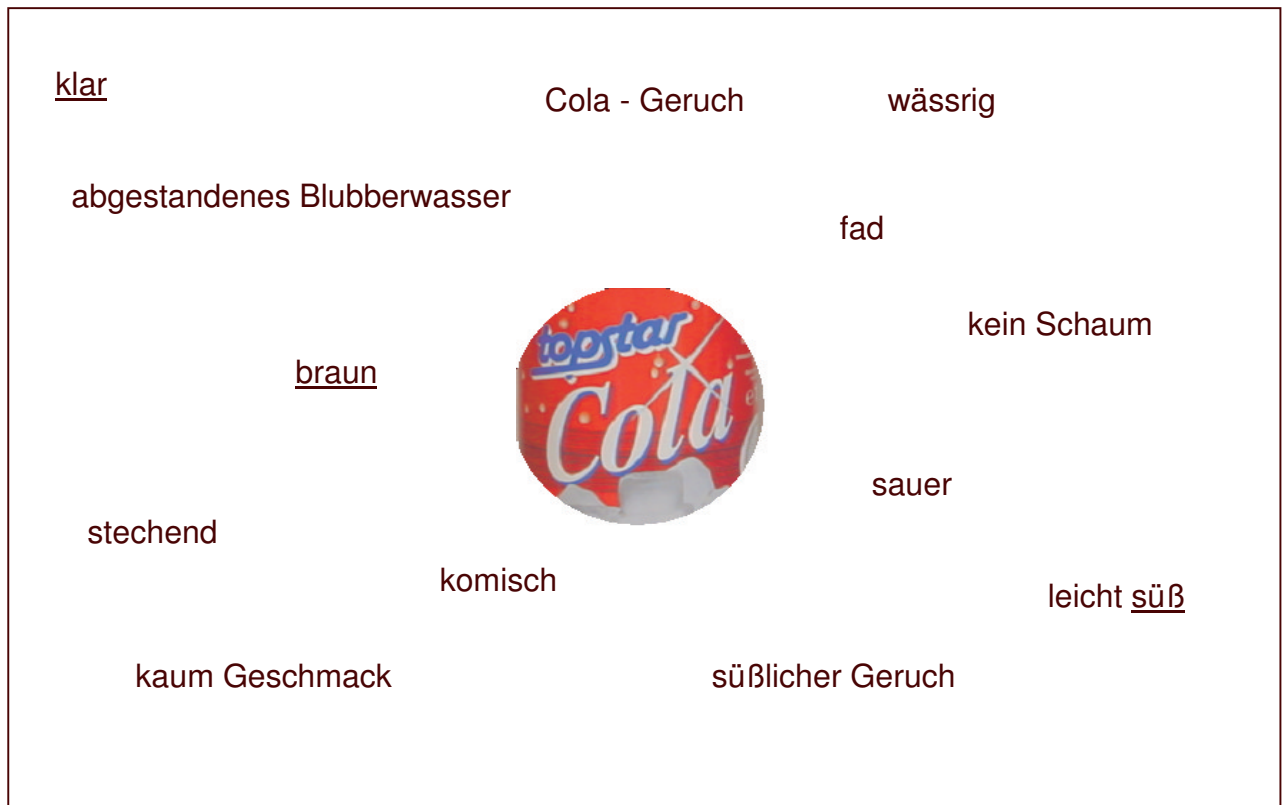 klar
Cola - Geruch
wässrig
abgestandenes Blubberwasser
fad
kein Schaum
topstar
Cola
braun
sauer
stechend
komisch
leicht süß
kaum Geschmack
süßlicher Geruch